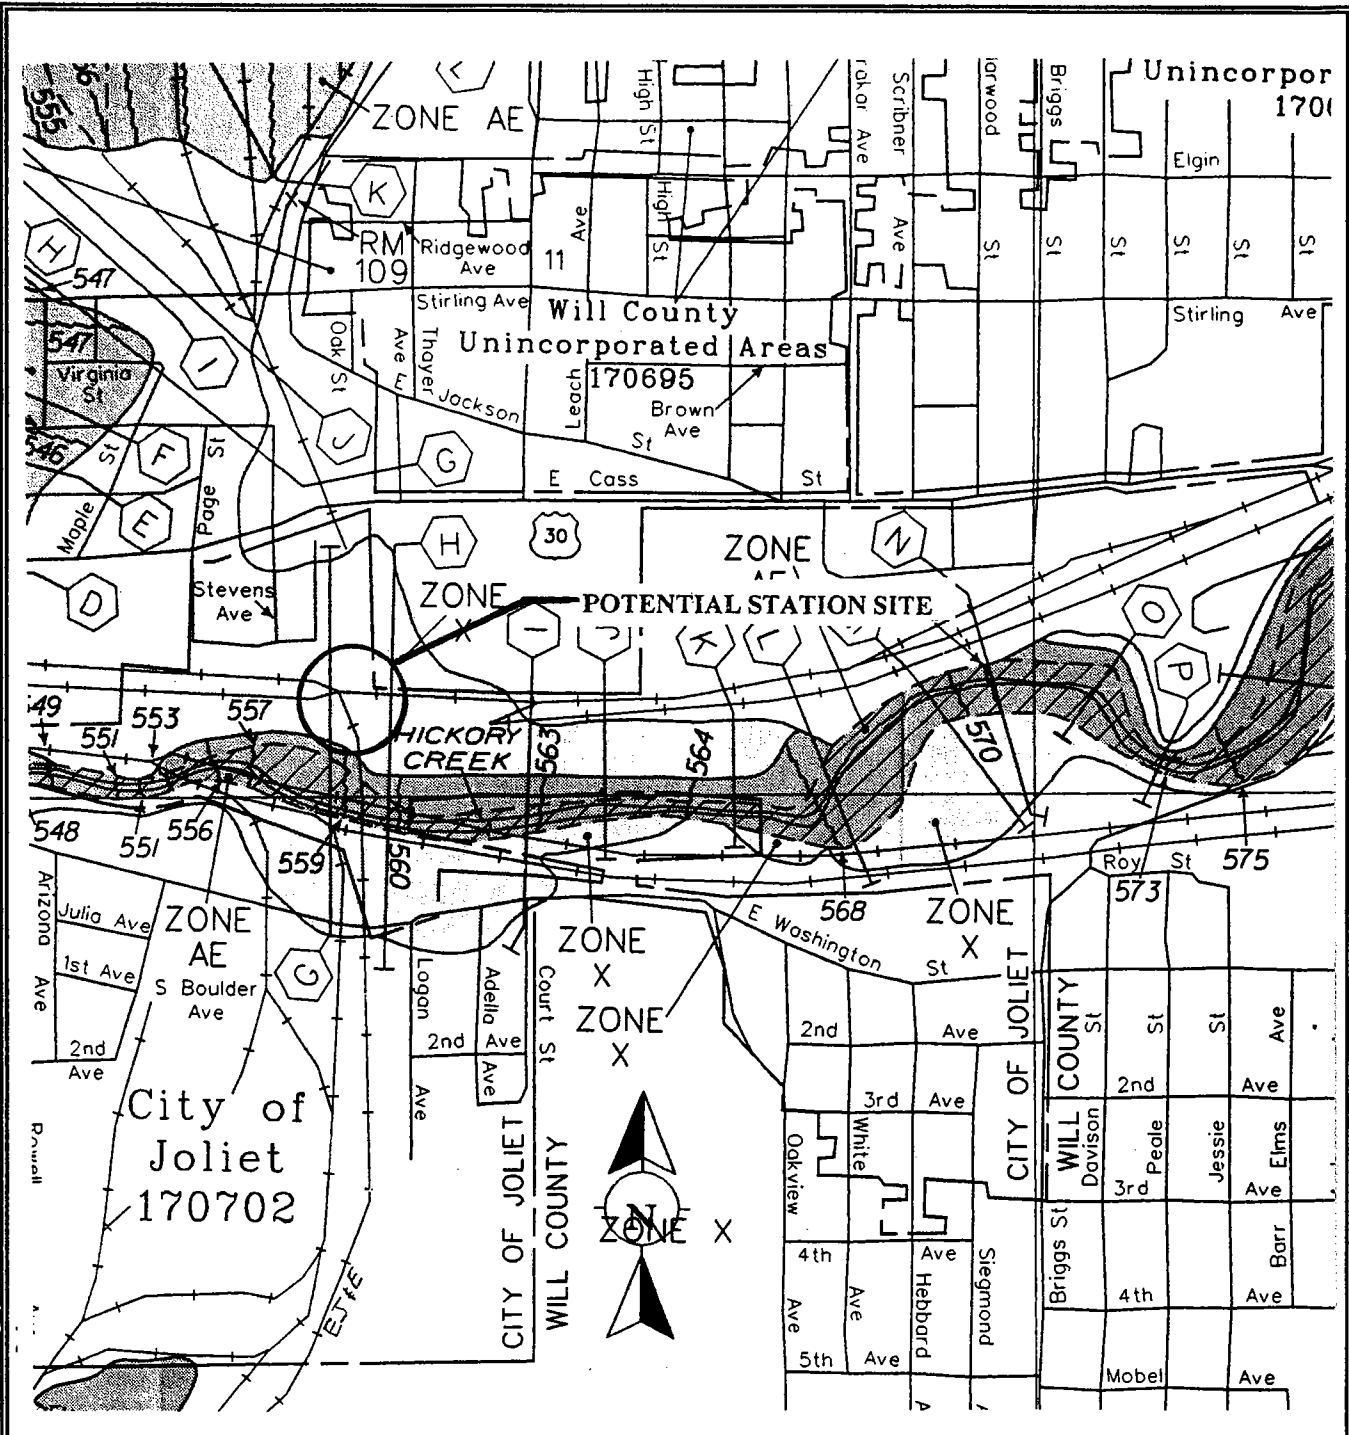 555
ZONE AE
High St
Scribner
Briggs
Unincorpor
Elgin
K
RM
109
Ridgewood
Ave
11
Ave
High
St
Ave
St
St
St
St
St
St
H
547
Stirling Ave
Will County
Unincorporated Areas
170695
Stirling Ave
547
Virginia
St
I
Oak St
Ave
E
Thayer
Jackson
St
Leach
Brown
Ave
J
G
546
St
F
St
E Cass St
Maple
E
Page
H
30
ZONE
N
D
Stevens
Ave
ZONE
X
POTENTIAL STATION SITE
I
J
K
L
O
P
553
557
551
HICKORY
CREEK
563
564
570
548
551
556
559
560
568
Roy St
573
575
Arizona Ave
Julia Ave
1st Ave
2nd
Ave
ZONE
AE
S Boulder
Ave
G
Logan
Ave
2nd Ave
Adella
Ave
Court St
ZONE
X
ZONE
X
E Washington St
ZONE
X
CITY OF JOLIET
WILL COUNTY
2nd Ave
3rd Ave
St
St
St
Ave
2nd Ave
City of
Joliet
170702
CITY OF JOLIET
WILL COUNTY
N
ZONE X
Oakview
Ave
White
Ave
Davison
Peale
Jessie
Elms
3rd Ave
4th Ave
Hebbard
Siegmond
Briggs St
Barr
4th Ave
5th Ave
Mobel Ave
EJ&E